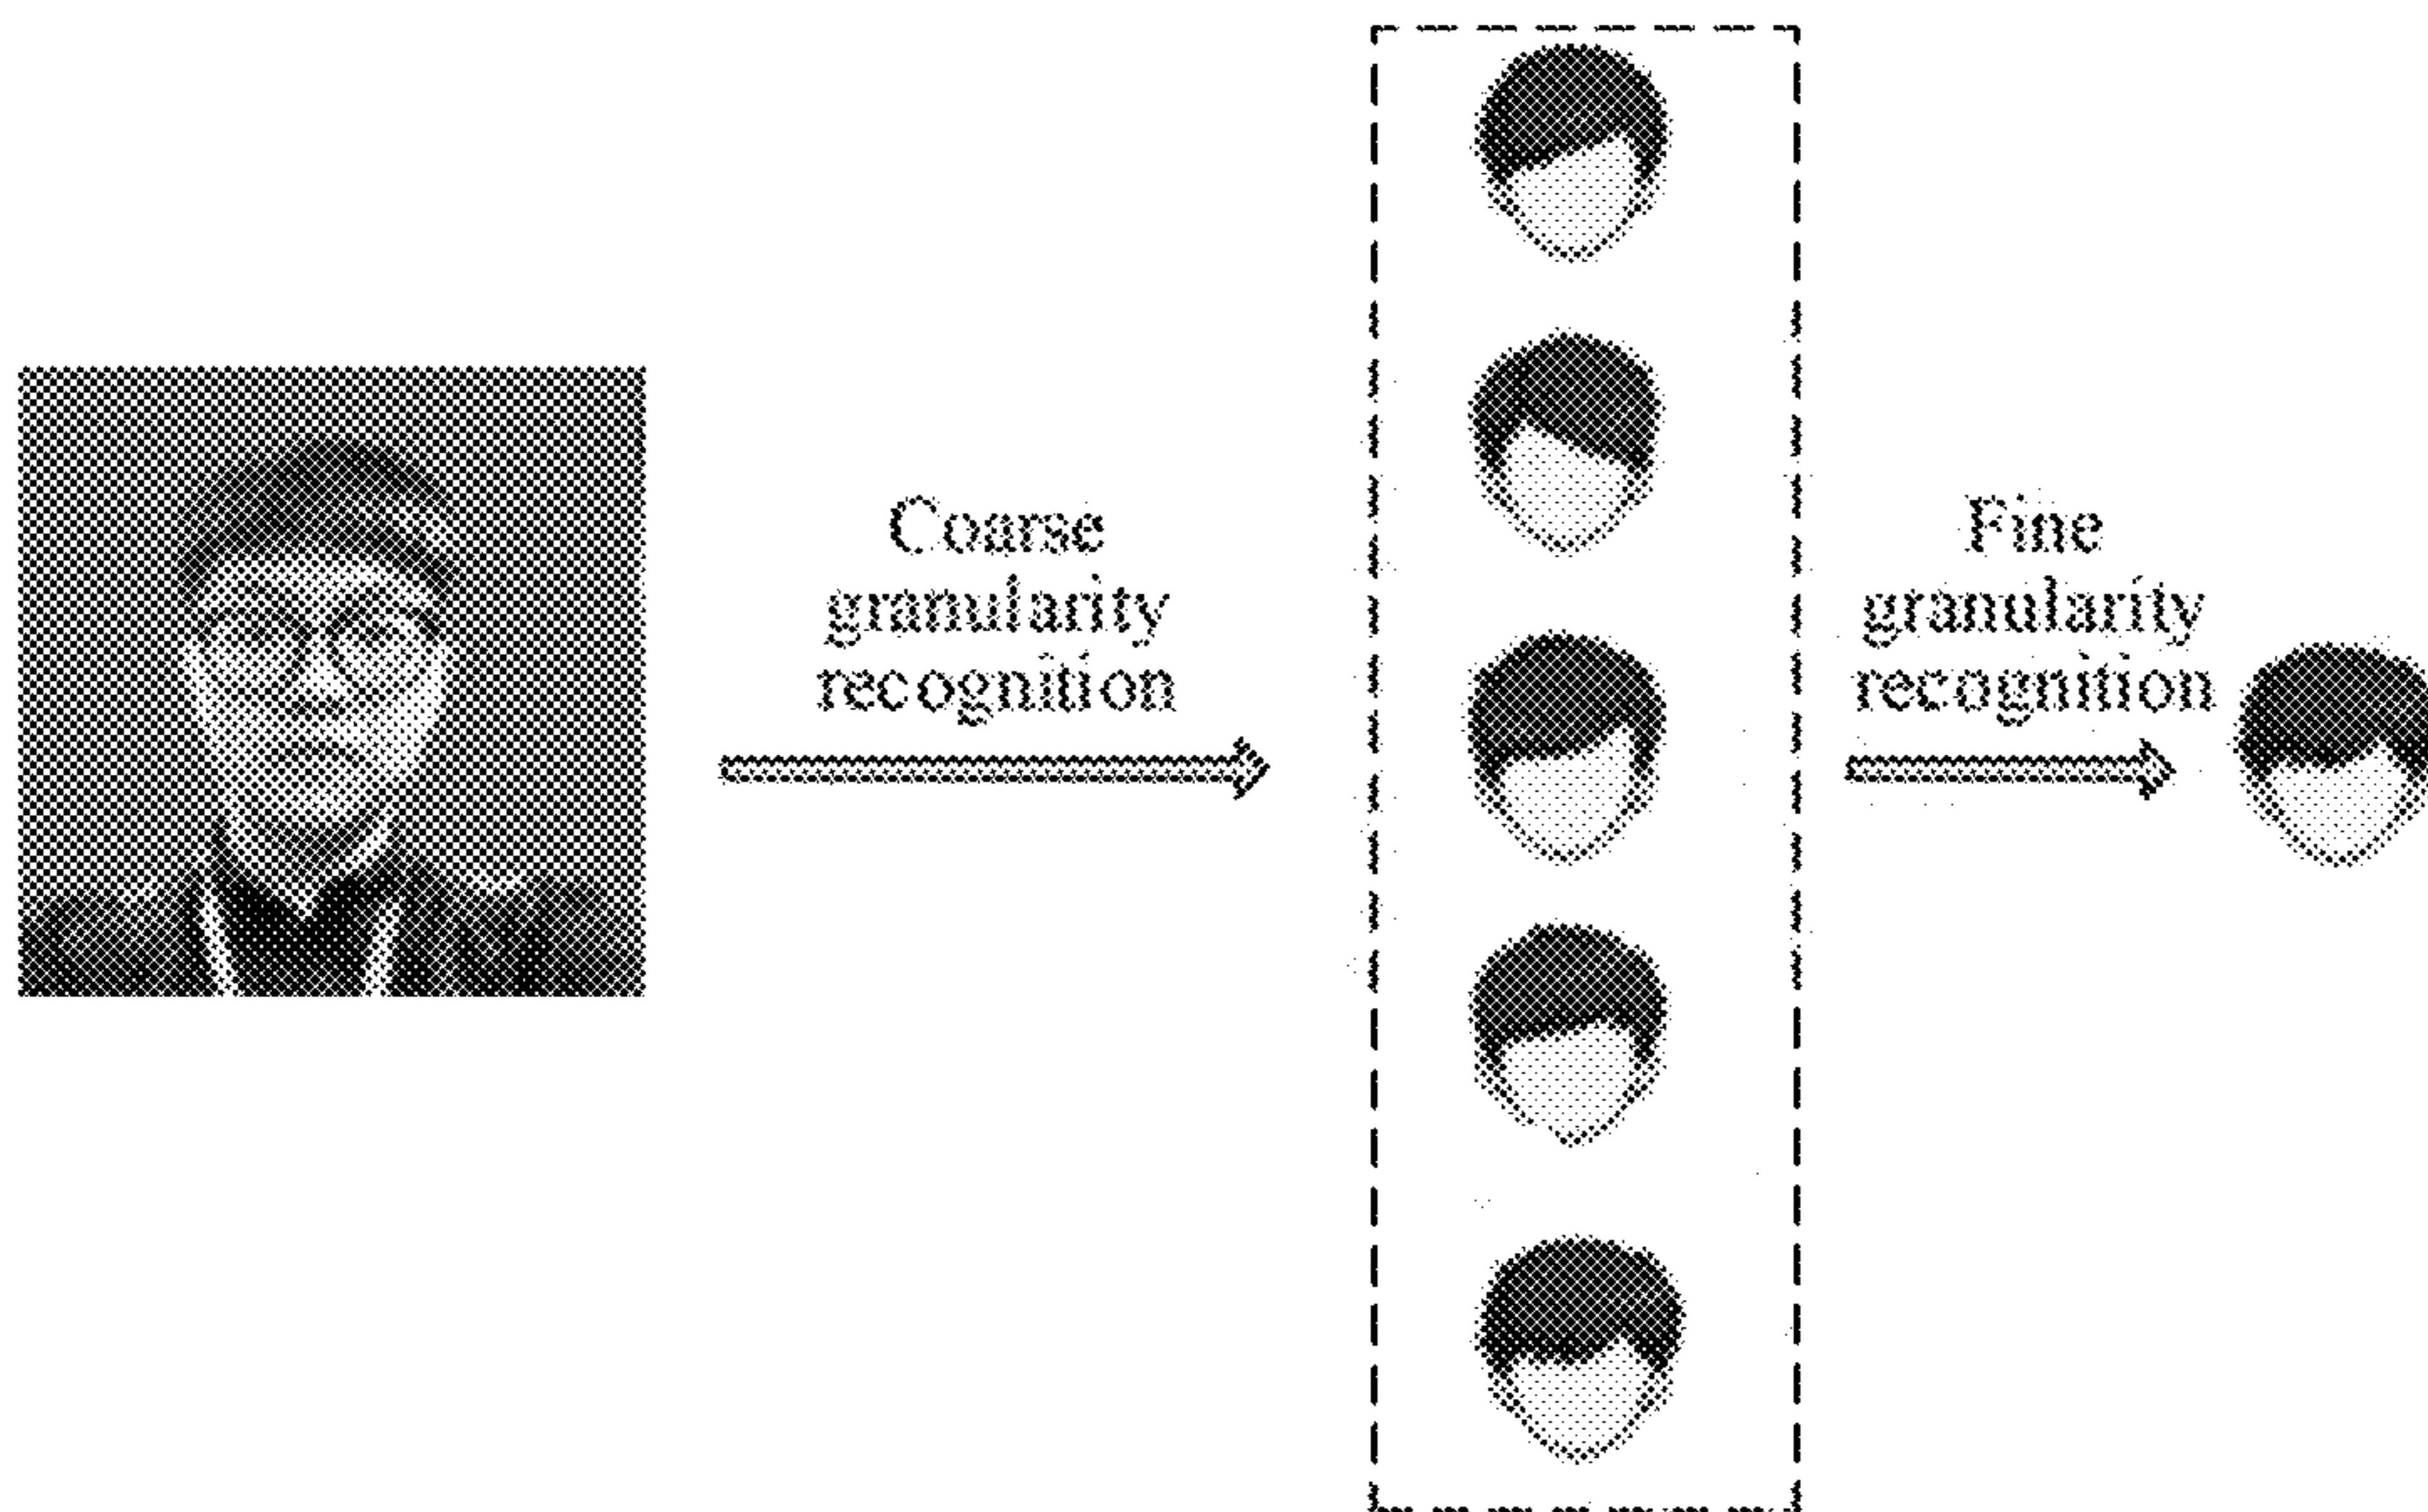 Coarse
granularity
recognition
Fine
granularity
recognition